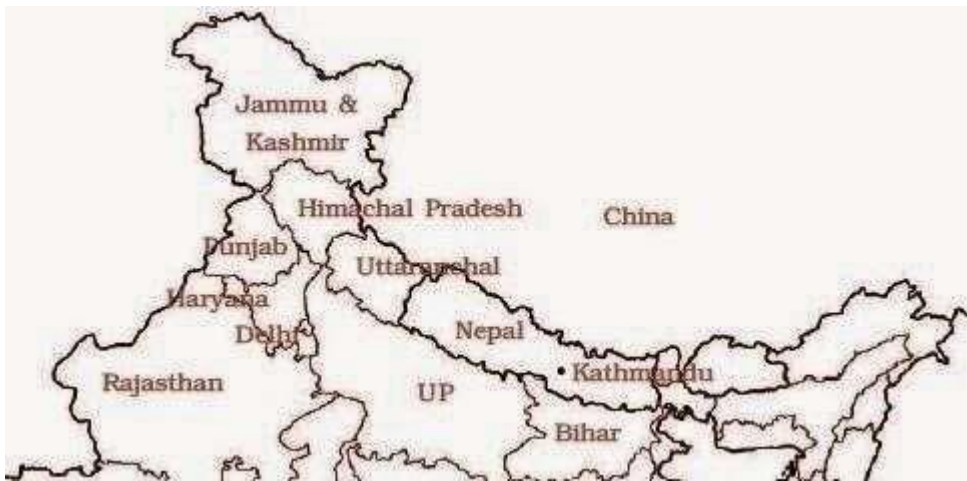 Jammu &
Kashmir
Himachal Pradesh
China
Punjab
Uttaranchal
Haryana
Nepal
Delhi
Kathmandu
Rajasthan
UP
Bihar